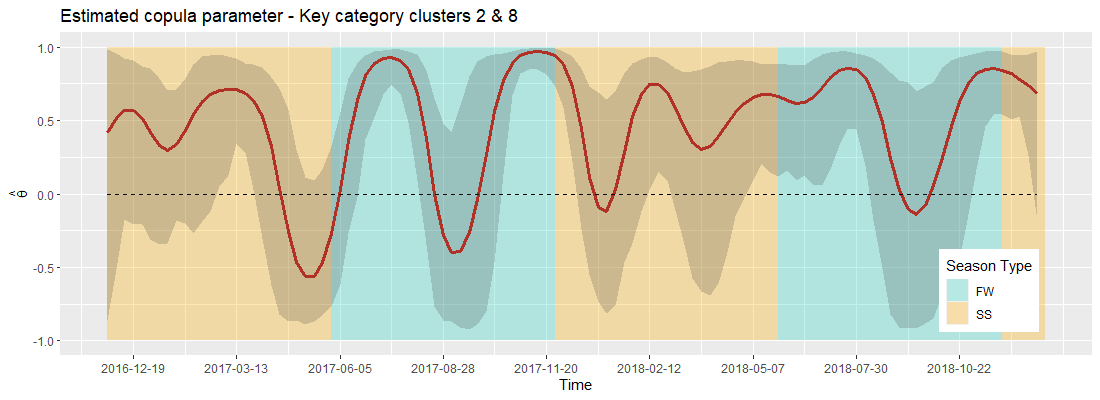 Estimated copula parameter - Key category clusters 2 & 8
1.0
0.5
0.0
-0.5
-1.0
θ̂
2016-12-19 2017-03-13 2017-06-05 2017-08-28 2017-11-20 2018-02-12 2018-05-07 2018-07-30 2018-10-22
Time
Season Type
FW
SS